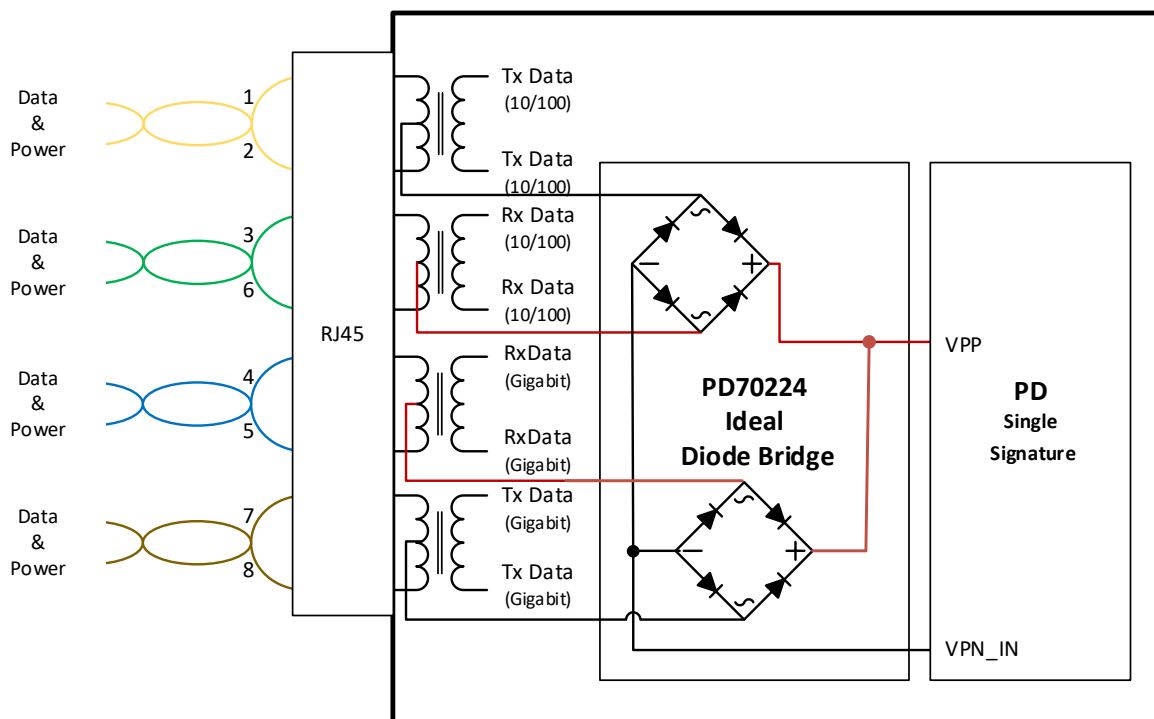 Data
&
Power
1
2
Data
&
Power
3
6
Data
&
Power
4
5
Data
&
Power
7
8
RJ45
Tx Data
(10/100)
Tx Data
(10/100)
Rx Data
(10/100)
Rx Data
(10/100)
RxData
(Gigabit)
RxData
(Gigabit)
Tx Data
(Gigabit)
Tx Data
(Gigabit)
PD70224
Ideal
Diode Bridge
VPP
PD
Single
Signature
VPN_IN